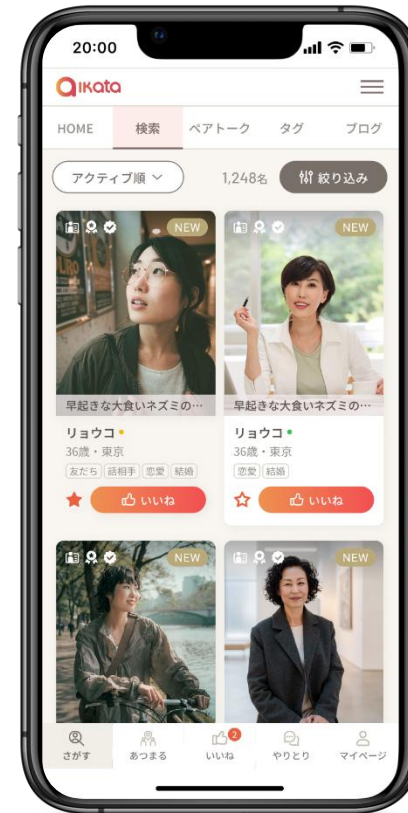 20:00
aikata
HOME 検索 ペアトーク タグ ブログ
アクティブ順 1,248名 絞り込み
NEW NEW
早起きな大食いネズミの… 早起きな大食いネズミの…
リョウコ リョウコ
36歳・東京 36歳・東京
友だち 話相手 恋愛 結婚 恋愛 結婚
いいね いいね
NEW NEW
2
さがす あつまる いいね やりとり マイページ